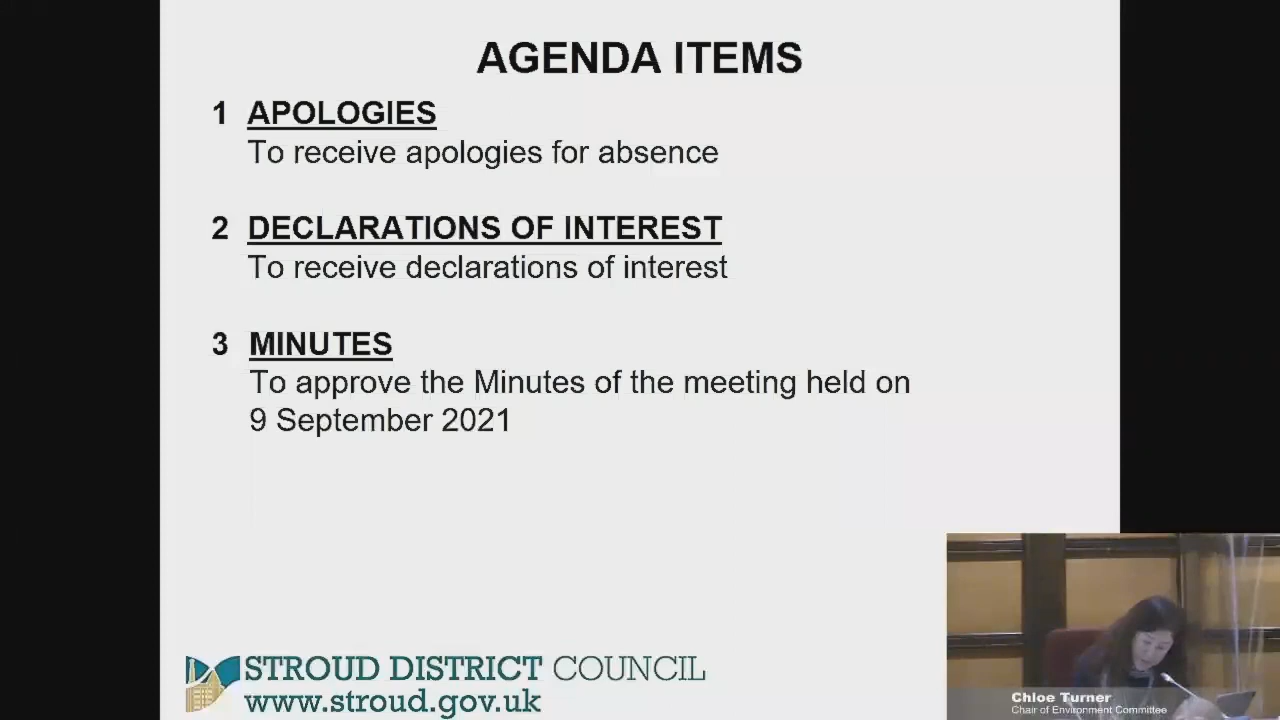 AGENDA ITEMS
1 APOLOGIES
To receive apologies for absence
2 DECLARATIONS OF INTEREST
To receive declarations of interest
3 MINUTES
To approve the Minutes of the meeting held on
9 September 2021
STROUD DISTRICT COUNCIL
www.stroud.gov.uk
Chloe Turner
Chair of Environment Committee